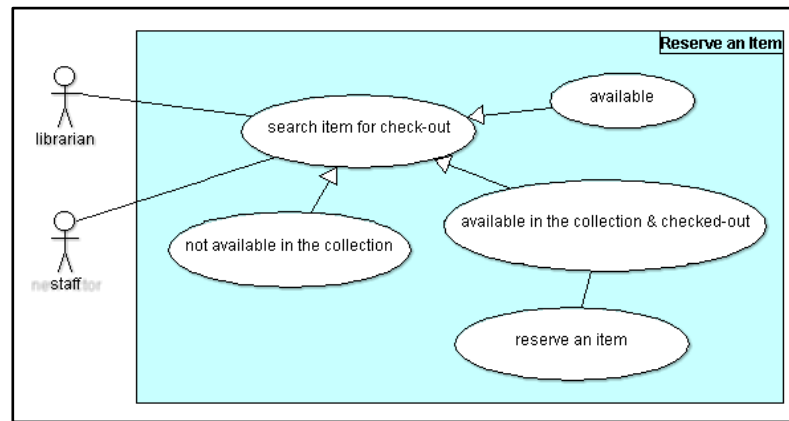 Reserve an Item
available
search item for check-out
librarian
available in the collection & checked-out
not available in the collection
staff
reserve an item